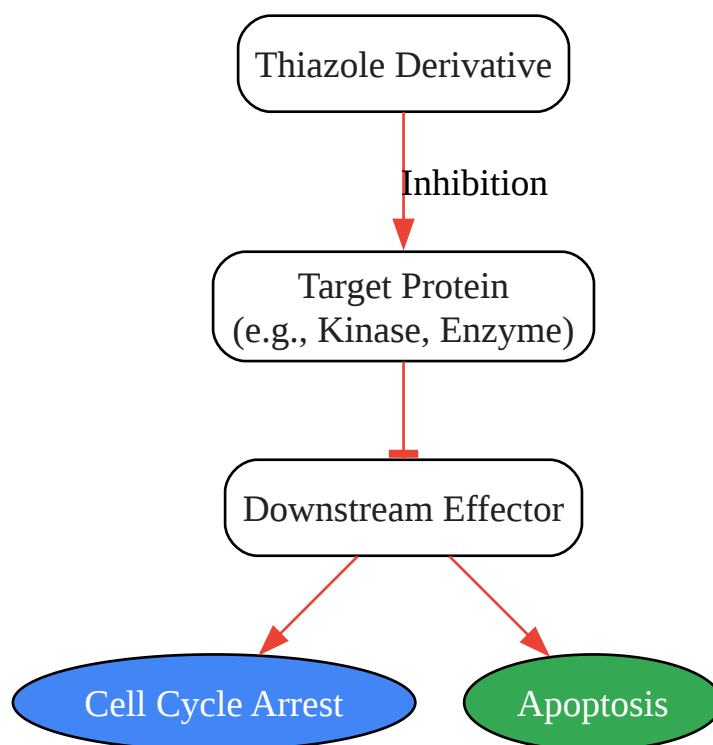 Thiazole Derivative
Inhibition
Target Protein
(e.g., Kinase, Enzyme)
Downstream Effector
Cell Cycle Arrest
Apoptosis